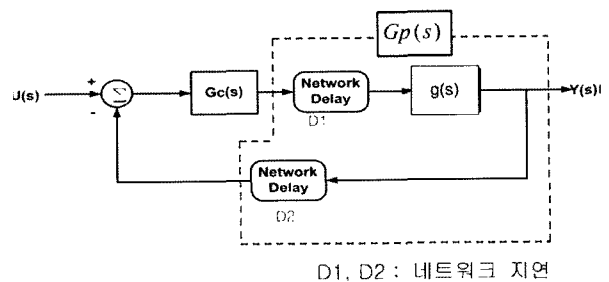 Gp(s)
J(s)
+
Σ
-
Gc(s)
Network
Delay
D1
g(s)
Y(s)
Network
Delay
D2
D1, D2 : 네트워크 지연